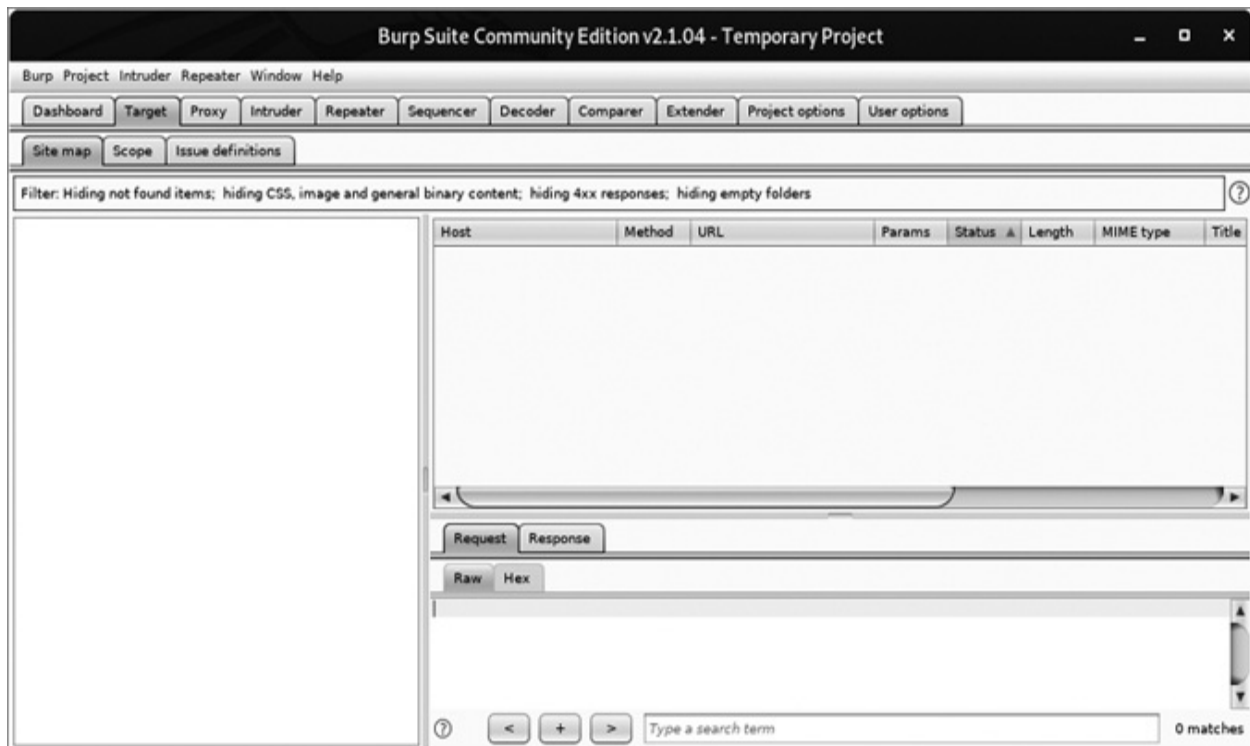 Burp Suite Community Edition v2.1.04 - Temporary Project
Burp Project Intruder Repeater Window Help
Dashboard Target Proxy Intruder Repeater Sequencer Decoder Comparer Extender Project options User options
Site map Scope Issue definitions
Filter: Hiding not found items; hiding CSS, image and general binary content; hiding 4xx responses; hiding empty folders
?
Host Method URL Params Status Length MIME type Title
Request Response
Raw Hex
? < + > Type a search term 0 matches